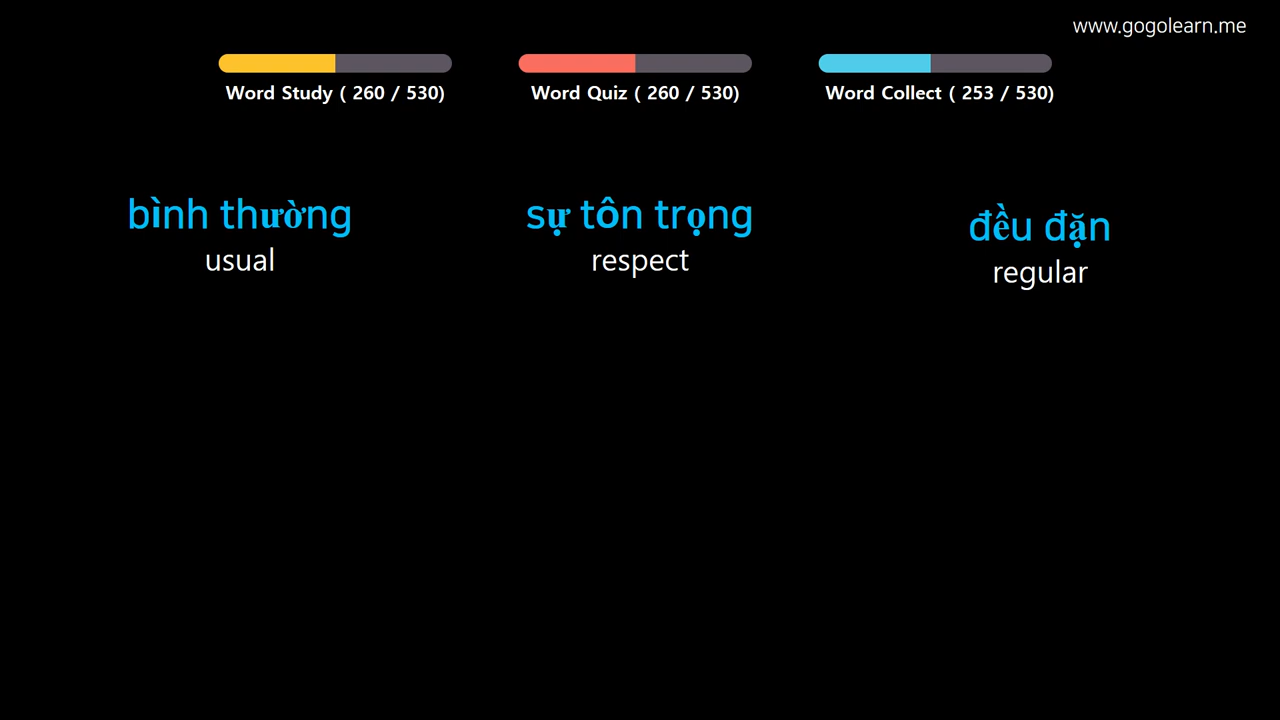 www.gogolearn.me
Word Study ( 260 / 530)
Word Quiz ( 260 / 530)
Word Collect ( 253 / 530)
bình thường
usual
sự tôn trọng
respect
đều đặn
regular